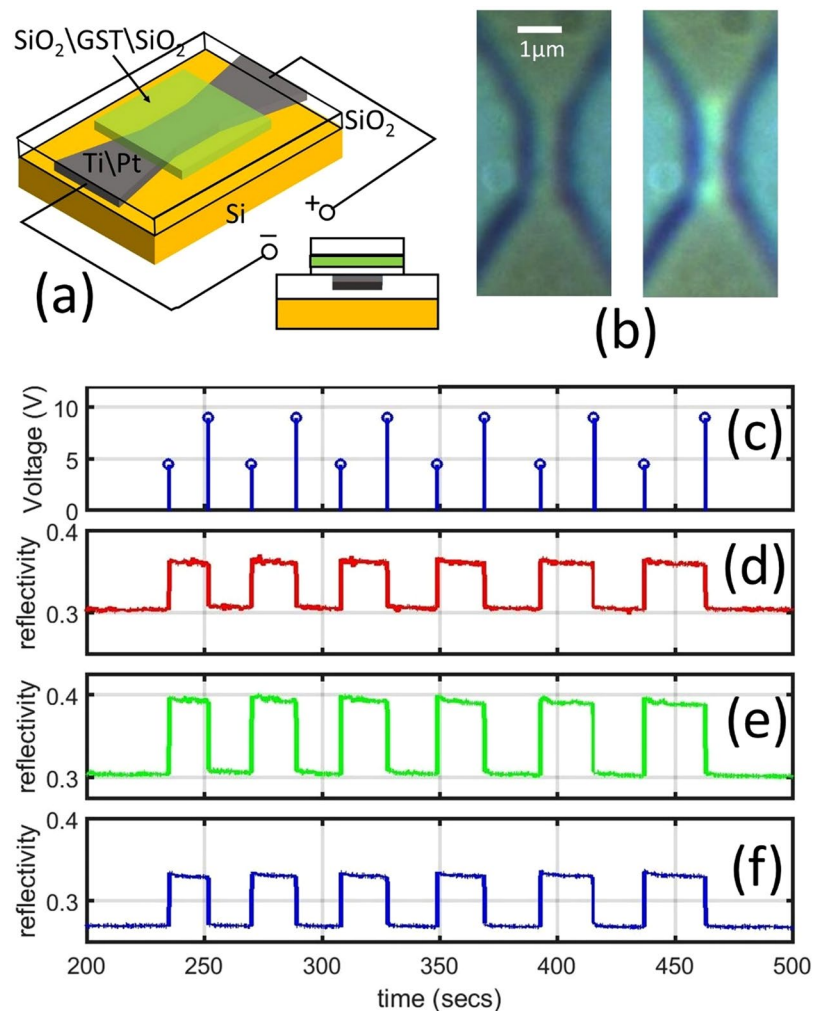 SiO₂\GST\SiO₂
SiO₂
Ti\Pt
Si
+
–
(a)
1μm
(b)
Voltage (V)
10
5
0
(c)
reflectivity
0.4
0.3
(d)
reflectivity
0.4
0.3
(e)
reflectivity
0.4
0.3
(f)
200 250 300 350 400 450 500
time (secs)